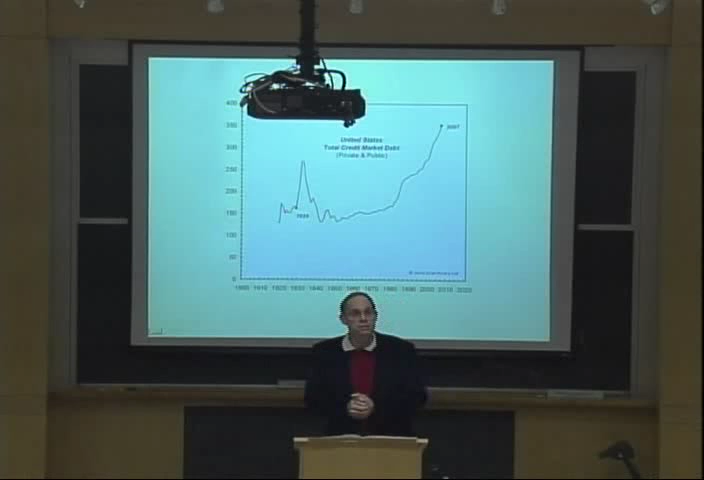 400
350
United States
Total Credit Market Debt
(Private & Public)
2007
300
250
200
150
1929
100
50
0
1900 1910 1920 1930 1940 1950 1960 1970 1980 1990 2000 2010 2020